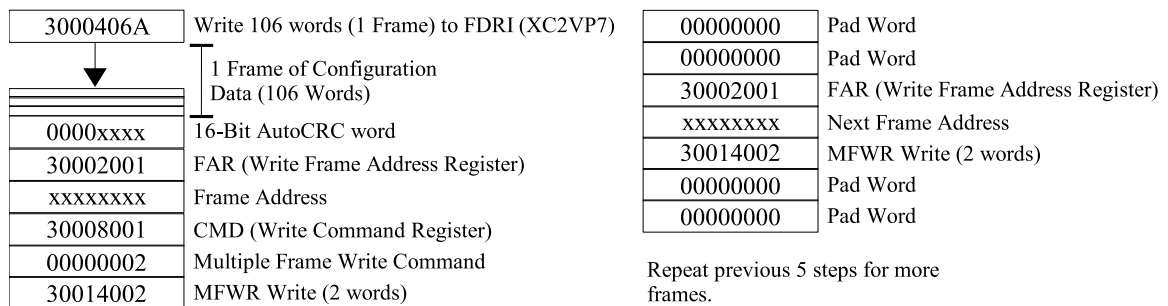 3000406A Write 106 words (1 Frame) to FDRI (XC2VP7)
1 Frame of Configuration
Data (106 Words)
0000xxxx 16-Bit AutoCRC word
30002001 FAR (Write Frame Address Register)
xxxxxxxx Frame Address
30008001 CMD (Write Command Register)
00000002 Multiple Frame Write Command
30014002 MFWR Write (2 words)
00000000 Pad Word
00000000 Pad Word
30002001 FAR (Write Frame Address Register)
xxxxxxxx Next Frame Address
30014002 MFWR Write (2 words)
00000000 Pad Word
00000000 Pad Word
Repeat previous 5 steps for more
frames.